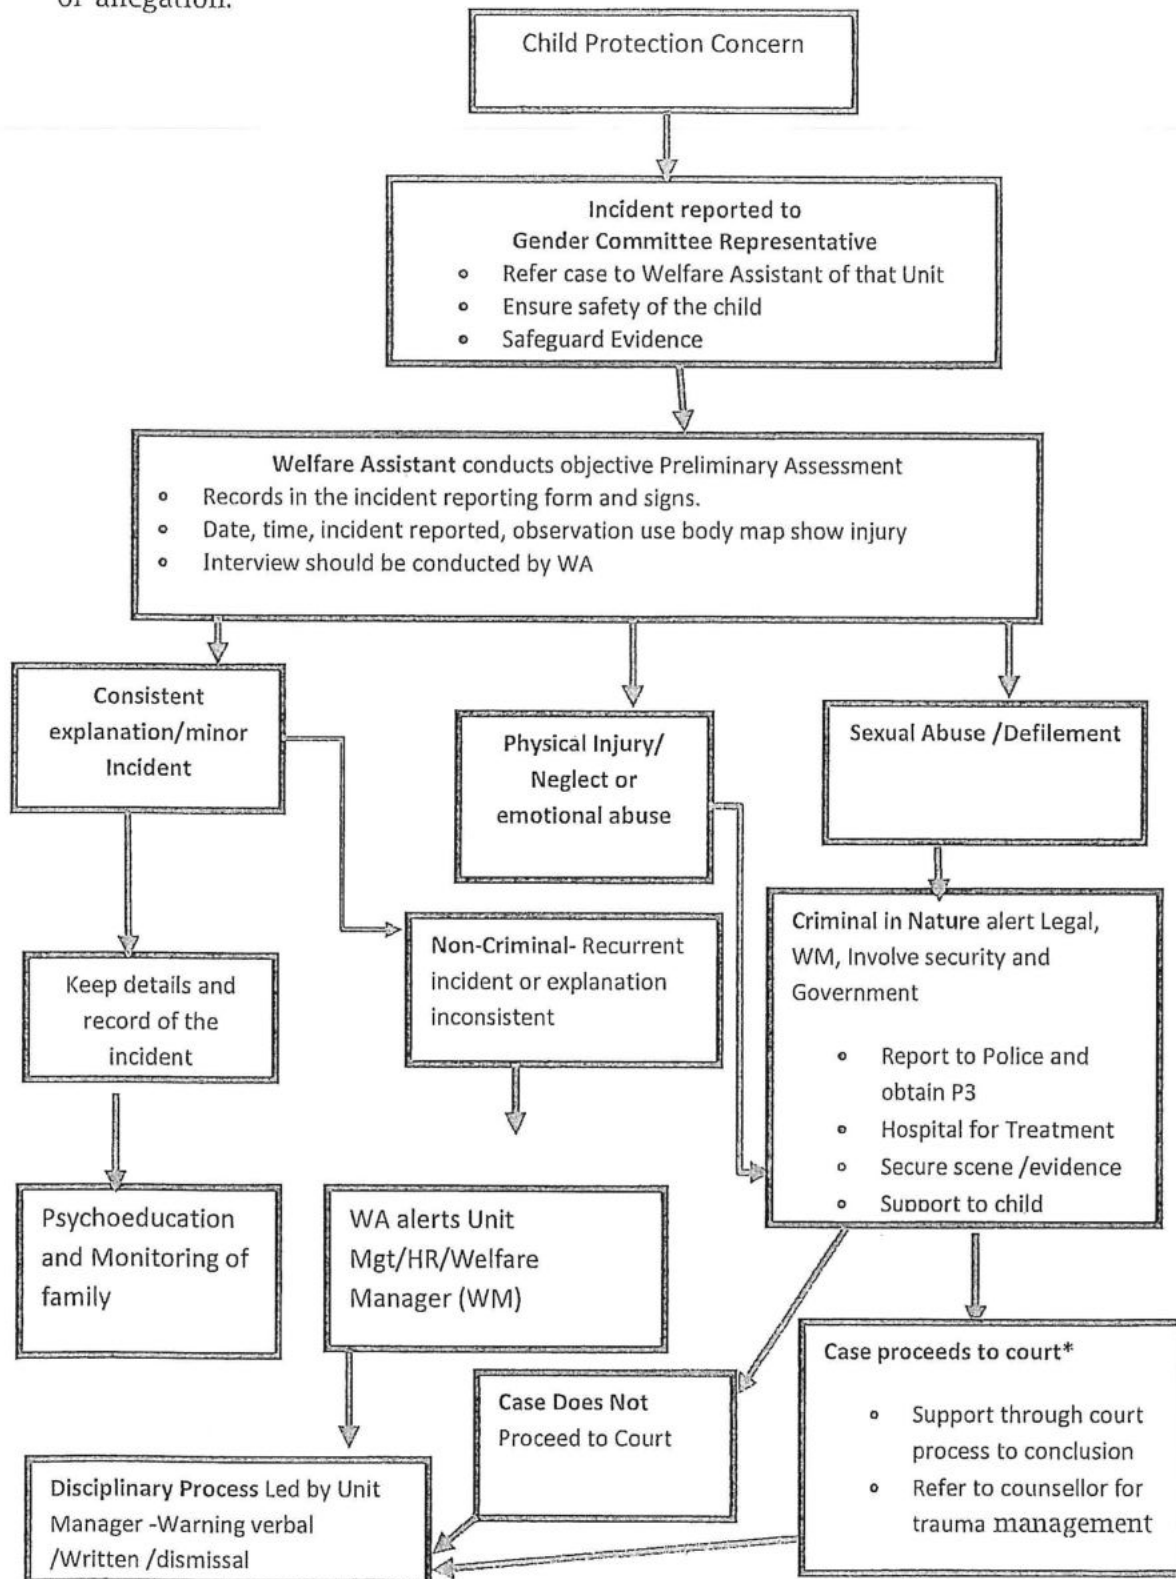 or allegation.
Child Protection Concern
Incident reported to
Gender Committee Representative
Refer case to Welfare Assistant of that Unit
Ensure safety of the child
Safeguard Evidence
Welfare Assistant conducts objective Preliminary Assessment
Records in the incident reporting form and signs.
Date, time, incident reported, observation use body map show injury
Interview should be conducted by WA
Consistent
explanation/minor
Incident
Physical Injury/
Neglect or
emotional abuse
Sexual Abuse /Defilement
Keep details and
record of the
incident
Non-Criminal- Recurrent
incident or explanation
inconsistent
Criminal in Nature alert Legal,
WM, Involve security and
Government
Report to Police and
obtain P3
Hospital for Treatment
Secure scene /evidence
Support to child
Psychoeducation
and Monitoring of
family
WA alerts Unit
Mgt/HR/Welfare
Manager (WM)
Case Does Not
Proceed to Court
Case proceeds to court*
Support through court
process to conclusion
Refer to counsellor for
trauma management
Disciplinary Process Led by Unit
Manager -Warning verbal
/Written /dismissal